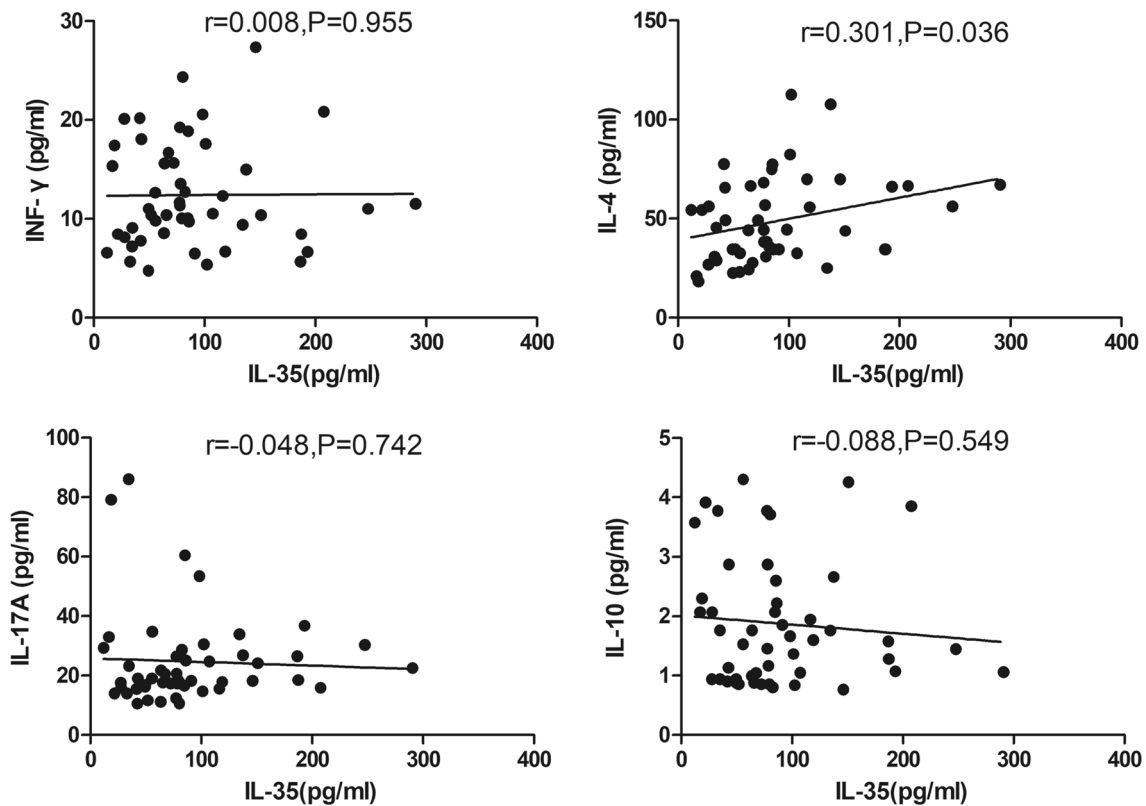 r=0.008,P=0.955
30
20
10
0
INF- γ (pg/ml)
0 100 200 300 400
IL-35(pg/ml)
r=0.301,P=0.036
150
100
50
0
IL-4 (pg/ml)
0 100 200 300 400
IL-35(pg/ml)
r=-0.048,P=0.742
100
80
60
40
20
0
IL-17A (pg/ml)
0 100 200 300 400
IL-35(pg/ml)
r=-0.088,P=0.549
5
4
3
2
1
0
IL-10 (pg/ml)
0 100 200 300 400
IL-35(pg/ml)